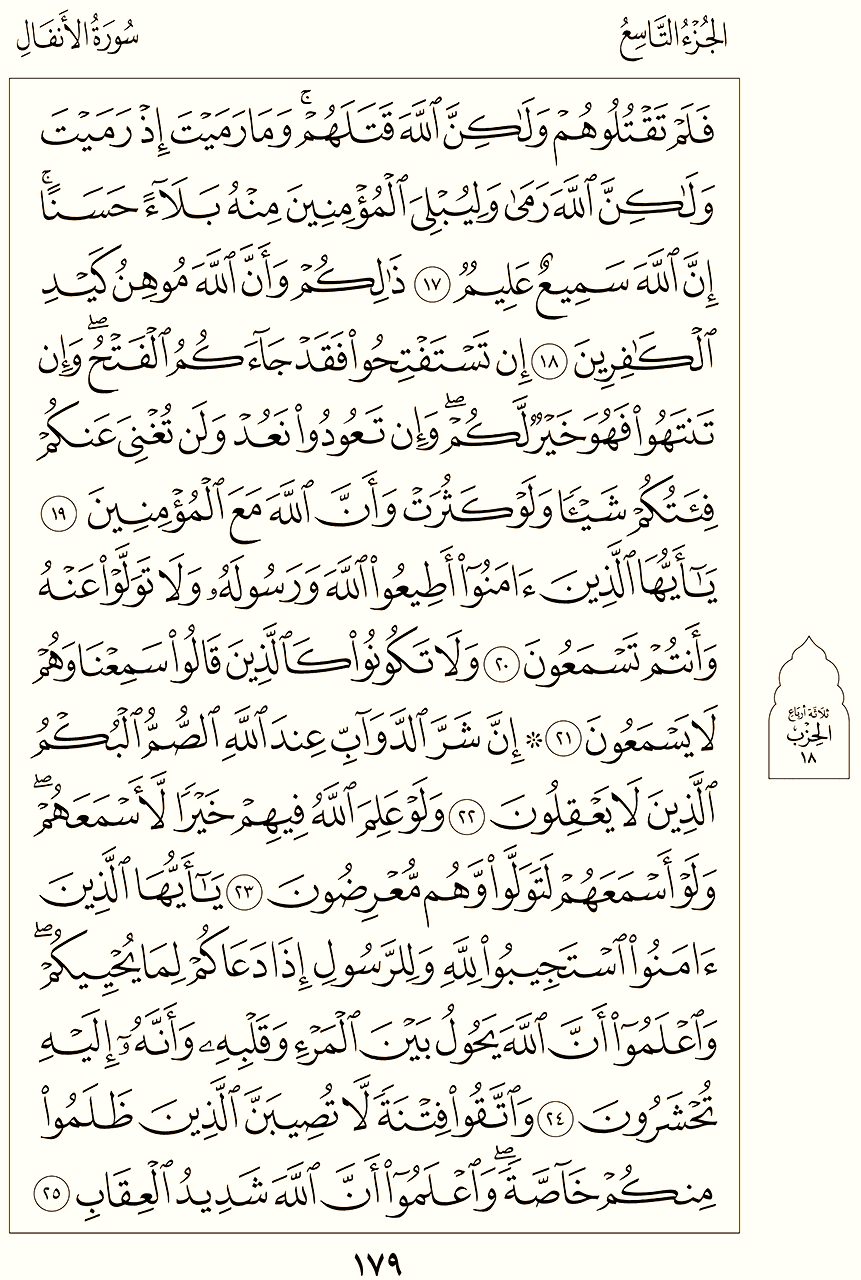 الجُزْءُ التَّاسِعُ
سُورَةُ الأَنفَالِ
فَلَمۡ تَقۡتُلُوهُمۡ وَلَٰكِنَّ ٱللَّهَ قَتَلَهُمۡۚ وَمَا رَمَيۡتَ إِذۡ رَمَيۡتَ
وَلَٰكِنَّ ٱللَّهَ رَمَىٰ وَلِيُبۡلِيَ ٱلۡمُؤۡمِنِينَ مِنۡهُ بَلَآءً حَسَنًاۚ
إِنَّ ٱللَّهَ سَمِيعٌ عَلِيمٞ ١٧ ذَٰلِكُمۡ وَأَنَّ ٱللَّهَ مُوهِنُ كَيۡدِ
ٱلۡكَٰفِرِينَ ١٨ إِن تَسۡتَفۡتِحُواْ فَقَدۡ جَآءَكُمُ ٱلۡفَتۡحُۖ وَإِن
تَنتَهُواْ فَهُوَ خَيۡرٞ لَّكُمۡۖ وَإِن تَعُودُواْ نَعُدۡ وَلَن تُغۡنِيَ عَنكُمۡ
فِئَتُكُمۡ شَيۡـٔٗا وَلَوۡ كَثُرَتۡ وَأَنَّ ٱللَّهَ مَعَ ٱلۡمُؤۡمِنِينَ ١٩
يَٰٓأَيُّهَا ٱلَّذِينَ ءَامَنُوٓاْ أَطِيعُواْ ٱللَّهَ وَرَسُولَهُۥ وَلَا تَوَلَّوۡاْ عَنۡهُ
وَأَنتُمۡ تَسۡمَعُونَ ٢٠ وَلَا تَكُونُواْ كَٱلَّذِينَ قَالُواْ سَمِعۡنَا وَهُمۡ
لَا يَسۡمَعُونَ ٢١ ۞ إِنَّ شَرَّ ٱلدَّوَآبِّ عِندَ ٱللَّهِ ٱلصُّمُّ ٱلۡبُكۡمُ
ٱلَّذِينَ لَا يَعۡقِلُونَ ٢٢ وَلَوۡ عَلِمَ ٱللَّهُ فِيهِمۡ خَيۡرٗا لَّأَسۡمَعَهُمۡۖ
وَلَوۡ أَسۡمَعَهُمۡ لَتَوَلَّواْ وَّهُم مُّعۡرِضُونَ ٢٣ يَٰٓأَيُّهَا ٱلَّذِينَ
ءَامَنُواْ ٱسۡتَجِيبُواْ لِلَّهِ وَلِلرَّسُولِ إِذَا دَعَاكُمۡ لِمَا يُحۡيِيكُمۡۖ
وَٱعۡلَمُوٓاْ أَنَّ ٱللَّهَ يَحُولُ بَيۡنَ ٱلۡمَرۡءِ وَقَلۡبِهِۦ وَأَنَّهُۥٓ إِلَيۡهِ
تُحۡشَرُونَ ٢٤ وَٱتَّقُواْ فِتۡنَةٗ لَّا تُصِيبَنَّ ٱلَّذِينَ ظَلَمُواْ
مِنكُمۡ خَآصَّةٗۖ وَٱعۡلَمُوٓاْ أَنَّ ٱللَّهَ شَدِيدُ ٱلۡعِقَابِ ٢٥
ثلاثة أرباع
الحِزْب
١٨
١٧٩